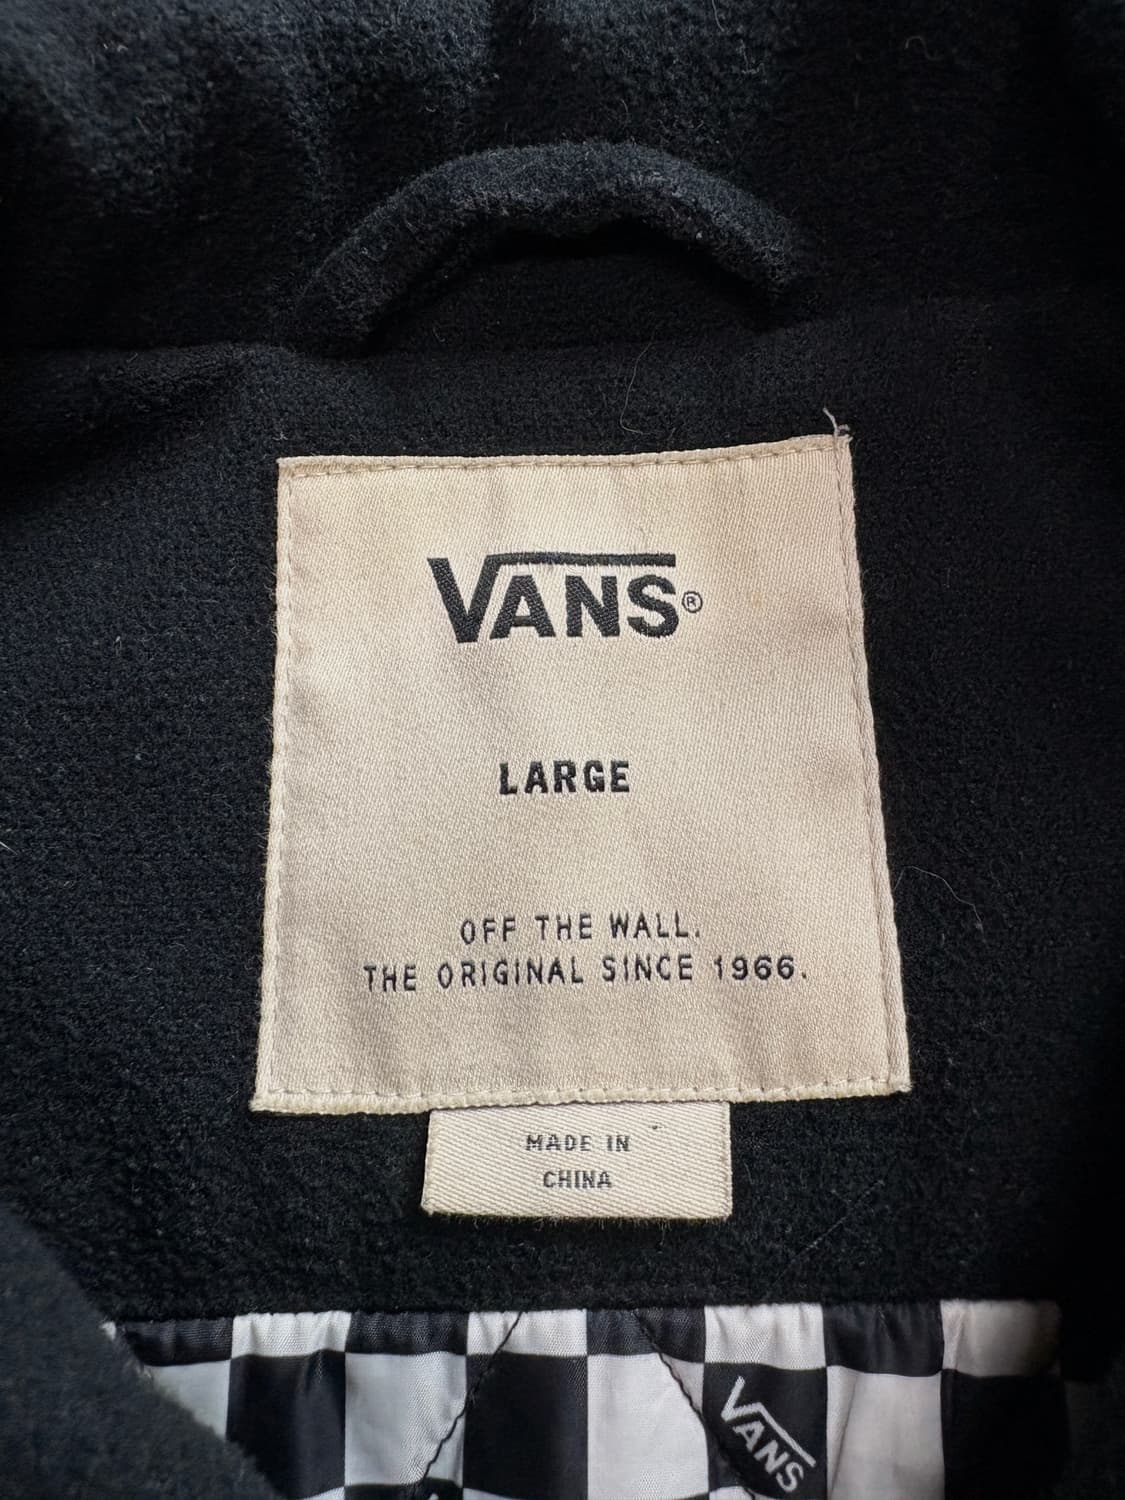 VANS®
LARGE
OFF THE WALL.
THE ORIGINAL SINCE 1966.
MADE IN
CHINA
VANS